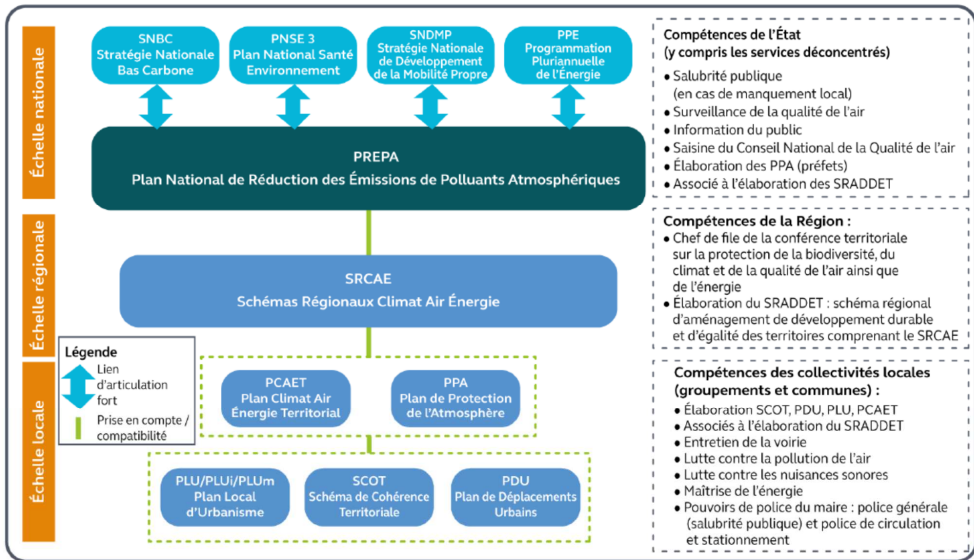 Échelle nationale
SNBC
Stratégie Nationale
Bas Carbone
PNSE 3
Plan National Santé
Environnement
SNDMP
Stratégie Nationale
de Développement
de la Mobilité Propre
PPE
Programmation
Pluriannuelle
de l'Énergie
PREPA
Plan National de Réduction des Émissions de Polluants Atmosphériques
Compétences de l'État
(y compris les services déconcentrés)
• Salubrité publique
(en cas de manquement local)
• Surveillance de la qualité de l'air
• Information du public
• Saisine du Conseil National de la Qualité de l'air
• Élaboration des PPA (préfets)
• Associé à l'élaboration des SRADDET
Échelle régionale
SRCAE
Schémas Régionaux Climat Air Énergie
Compétences de la Région :
• Chef de file de la conférence territoriale
sur la protection de la biodiversité, du
climat et de la qualité de l'air ainsi que
de l'énergie
• Élaboration du SRADDET : schéma régional
d'aménagement de développement durable
et d'égalité des territoires comprenant le SRCAE
Légende
Lien
d'articulation
fort
Prise en compte /
compatibilité
Échelle locale
PCAET
Plan Climat Air
Énergie Territorial
PPA
Plan de Protection
de l'Atmosphère
PLU/PLUi/PLUm
Plan Local
d'Urbanisme
SCOT
Schéma de Cohérence
Territoriale
PDU
Plan de Déplacements
Urbains
Compétences des collectivités locales
(groupements et communes) :
• Élaboration SCOT, PDU, PLU, PCAET
• Associés à l'élaboration du SRADDET
• Entretien de la voirie
• Lutte contre la pollution de l'air
• Lutte contre les nuisances sonores
• Maîtrise de l'énergie
• Pouvoirs de police du maire : police générale
(salubrité publique) et police de circulation
et stationnement